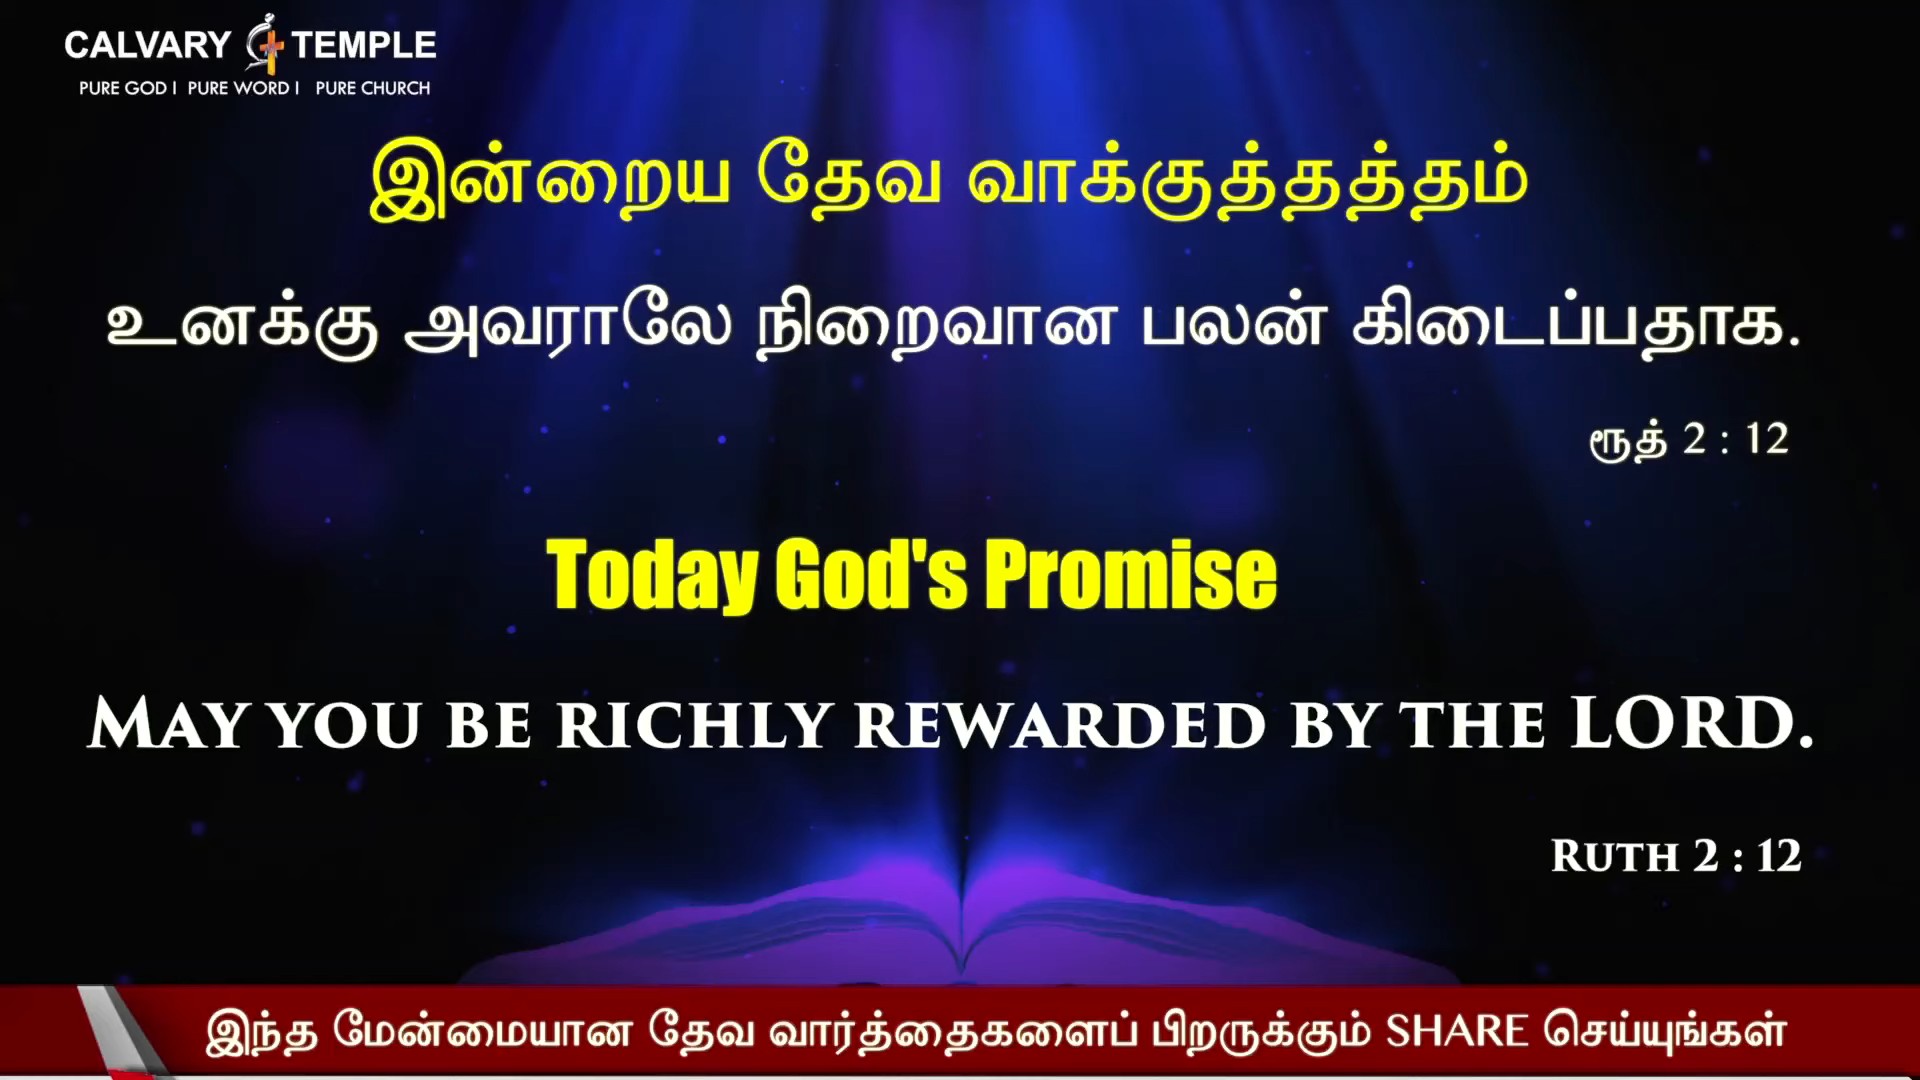 CALVARY TEMPLE
PURE GOD I PURE WORD I PURE CHURCH
இன்றைய தேவ வாக்குத்தத்தம்
உனக்கு அவராலே நிறைவான பலன் கிடைப்பதாக.
ரூத் 2 : 12
Today God's Promise
MAY YOU BE RICHLY REWARDED BY THE LORD.
RUTH 2 : 12
இந்த மேன்மையான தேவ வார்த்தைகளைப் பிறருக்கும் SHARE செய்யுங்கள்